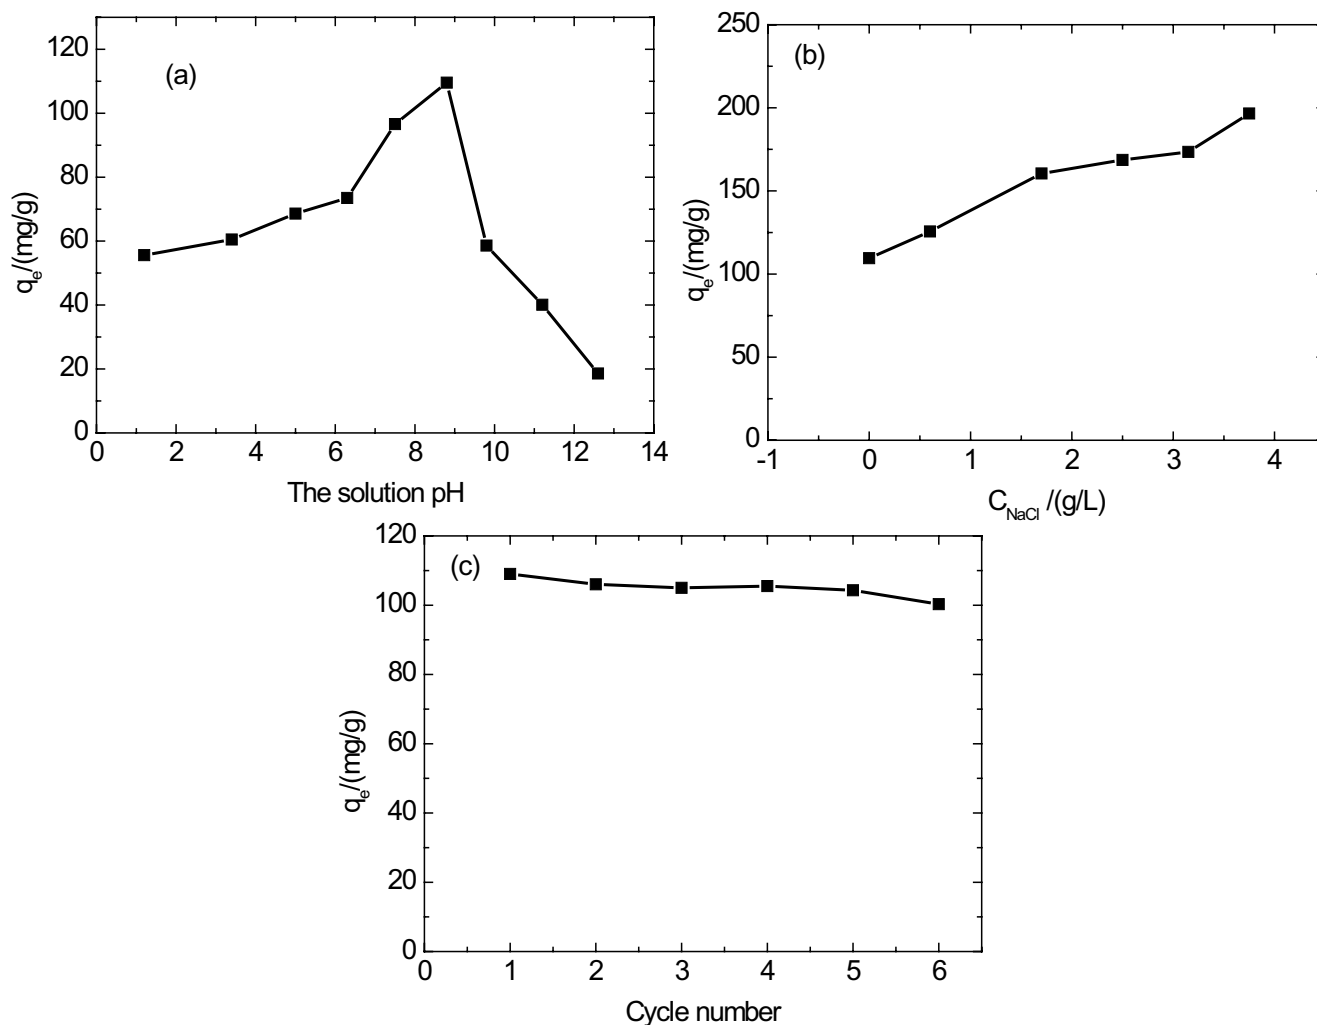 (a)
120
100
80
60
40
20
0
q_e/(mg/g)
0 2 4 6 8 10 12 14
The solution pH
(b)
250
200
150
100
50
0
q_e/(mg/g)
-1 0 1 2 3 4
C_NaCl /(g/L)
(c)
120
100
80
60
40
20
0
q_e/(mg/g)
0 1 2 3 4 5 6
Cycle number